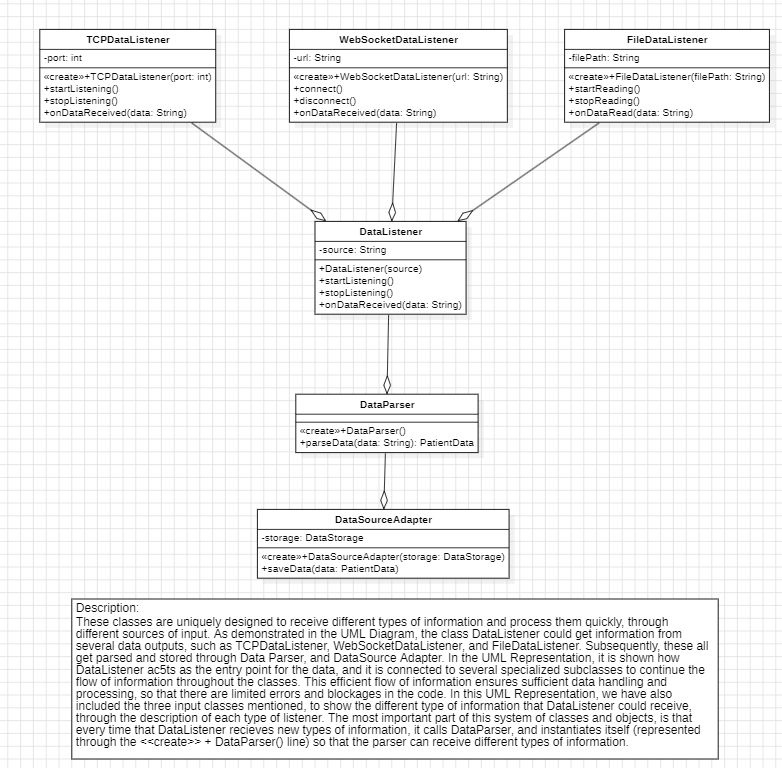 TCPDataListener
-port: int
«create»+TCPDataListener(port: int)
+startListening()
+stopListening()
+onDataReceived(data: String)
WebSocketDataListener
-url: String
«create»+WebSocketDataListener(url: String)
+connect()
+disconnect()
+onDataReceived(data: String)
FileDataListener
-filePath: String
«create»+FileDataListener(filePath: String)
+startReading()
+stopReading()
+onDataRead(data: String)
DataListener
-source: String
+DataListener(source)
+startListening()
+stopListening()
+onDataReceived(data: String)
DataParser
«create»+DataParser()
+parseData(data: String): PatientData
DataSourceAdapter
-storage: DataStorage
«create»+DataSourceAdapter(storage: DataStorage)
+saveData(data: PatientData)
Description:
These classes are uniquely designed to receive different types of information and process them quickly, through
different sources of input. As demonstrated in the UML Diagram, the class DataListener could get information from
several data outputs, such as TCPDataListener, WebSocketDataListener, and FileDataListener. Subsequently, these all
get parsed and stored through Data Parser, and DataSource Adapter. In the UML Representation, it is shown how
DataListener ac5ts as the entry point for the data, and it is connected to several specialized subclasses to continue the
flow of information throughout the classes. This efficient flow of information ensures sufficient data handling and
processing, so that there are limited errors and blockages in the code. In this UML Representation, we have also
included the three input classes mentioned, to show the different type of information that DataListener could receive,
through the description of each type of listener. The most important part of this system of classes and objects, is that
every time that DataListener recieves new types of information, it calls DataParser, and instantiates itself (represented
through the <<create>> + DataParser() line) so that the parser can receive different types of information.